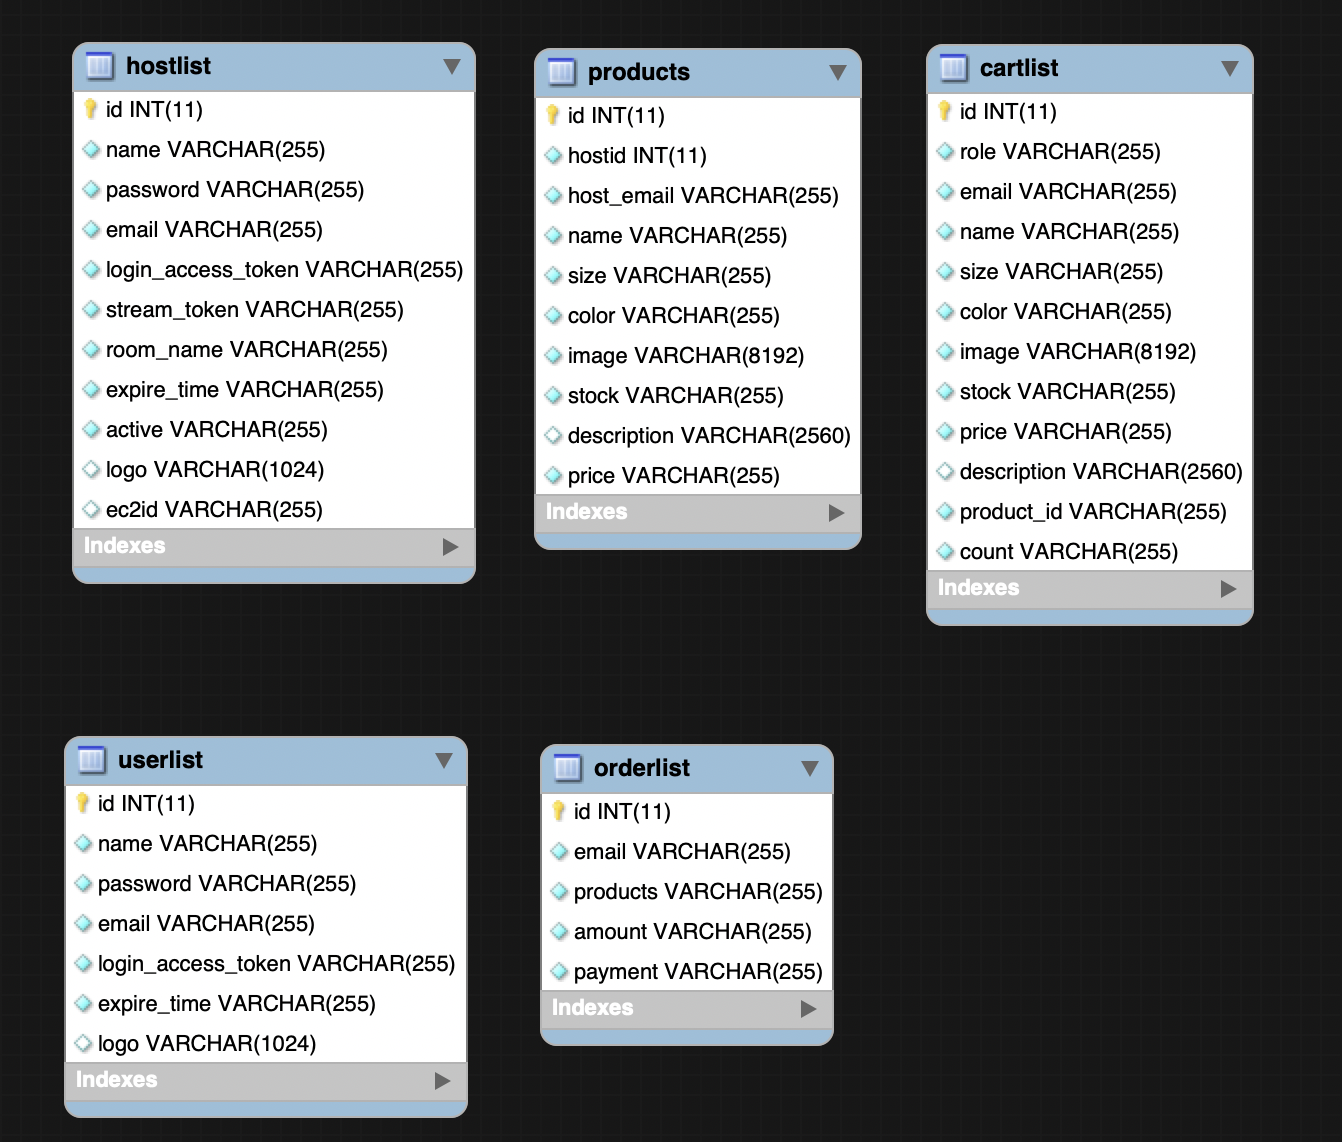 hostlist
id INT(11)
name VARCHAR(255)
password VARCHAR(255)
email VARCHAR(255)
login_access_token VARCHAR(255)
stream_token VARCHAR(255)
room_name VARCHAR(255)
expire_time VARCHAR(255)
active VARCHAR(255)
logo VARCHAR(1024)
ec2id VARCHAR(255)
Indexes
products
id INT(11)
hostid INT(11)
host_email VARCHAR(255)
name VARCHAR(255)
size VARCHAR(255)
color VARCHAR(255)
image VARCHAR(8192)
stock VARCHAR(255)
description VARCHAR(2560)
price VARCHAR(255)
Indexes
cartlist
id INT(11)
role VARCHAR(255)
email VARCHAR(255)
name VARCHAR(255)
size VARCHAR(255)
color VARCHAR(255)
image VARCHAR(8192)
stock VARCHAR(255)
price VARCHAR(255)
description VARCHAR(2560)
product_id VARCHAR(255)
count VARCHAR(255)
Indexes
userlist
id INT(11)
name VARCHAR(255)
password VARCHAR(255)
email VARCHAR(255)
login_access_token VARCHAR(255)
expire_time VARCHAR(255)
logo VARCHAR(1024)
Indexes
orderlist
id INT(11)
email VARCHAR(255)
products VARCHAR(255)
amount VARCHAR(255)
payment VARCHAR(255)
Indexes